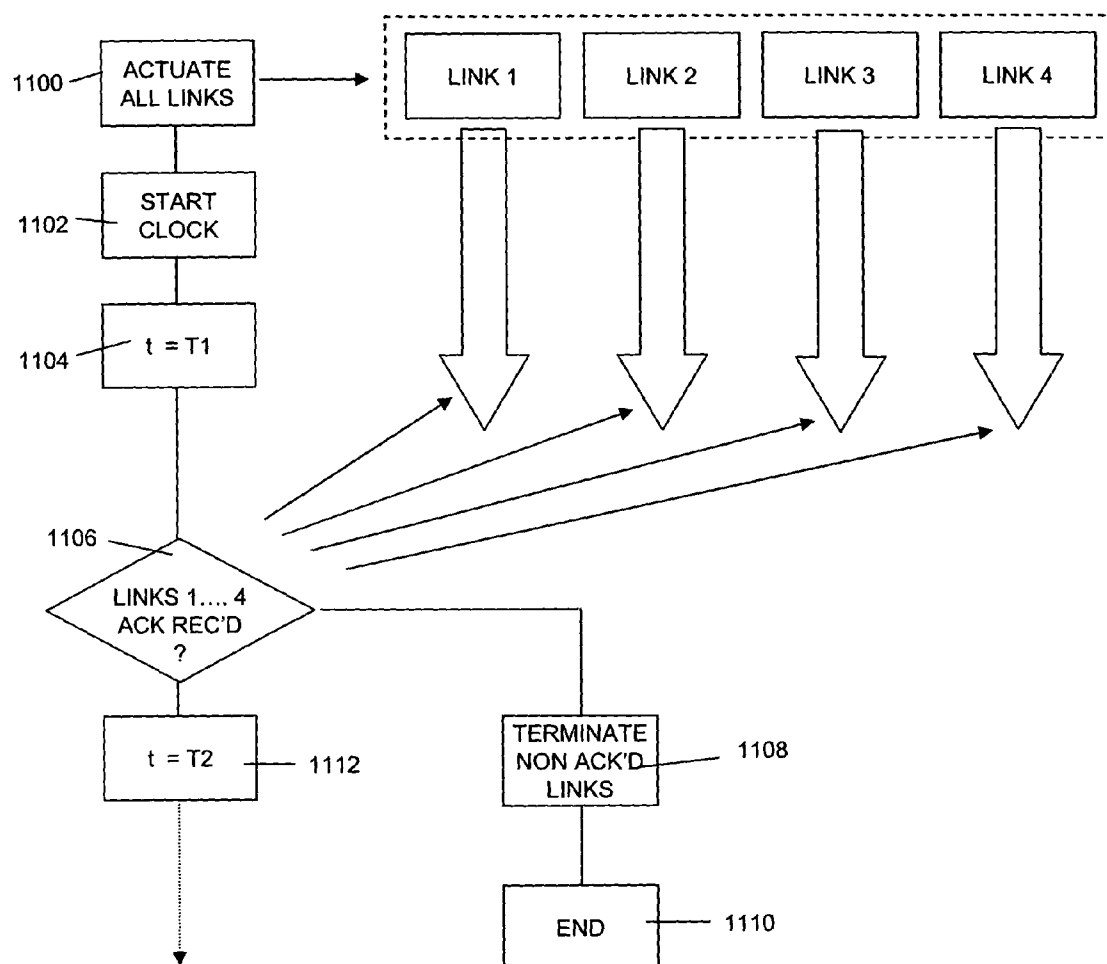 1100
ACTUATE
ALL LINKS
LINK 1
LINK 2
LINK 3
LINK 4
1102
START
CLOCK
1104
t = T1
1106
LINKS 1.... 4
ACK REC'D
?
t = T2
1112
TERMINATE
NON ACK'D
LINKS
1108
END
1110